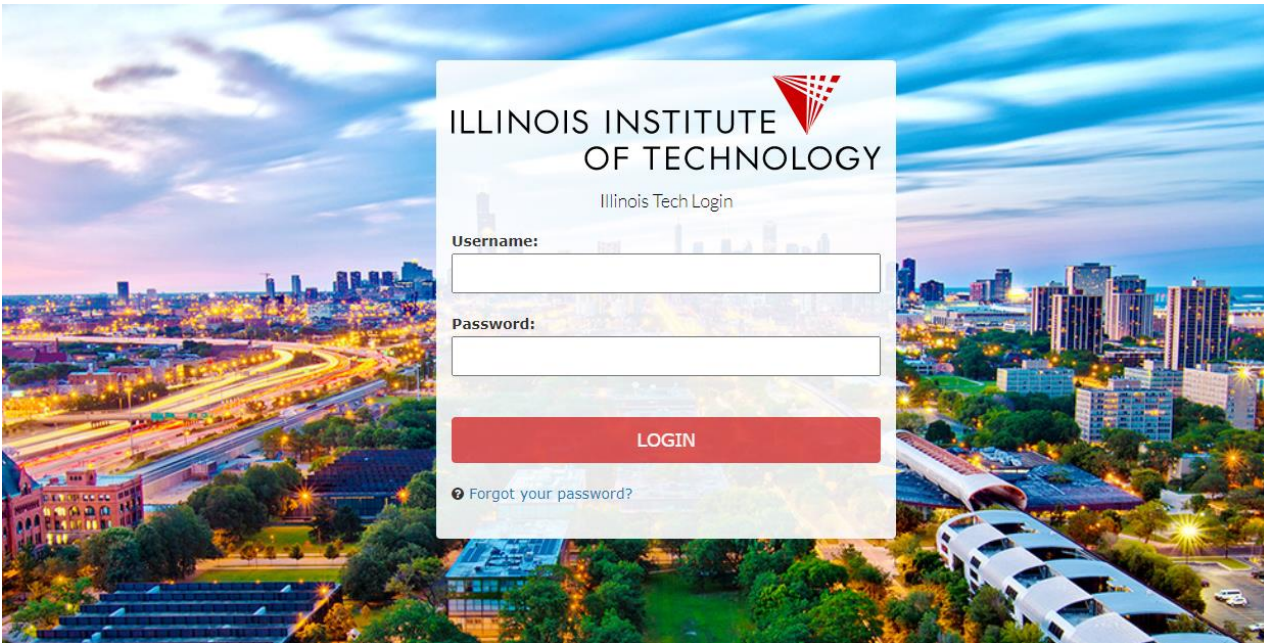 ILLINOIS INSTITUTE
OF TECHNOLOGY
Illinois Tech Login
Username:
Password:
LOGIN
Forgot your password?